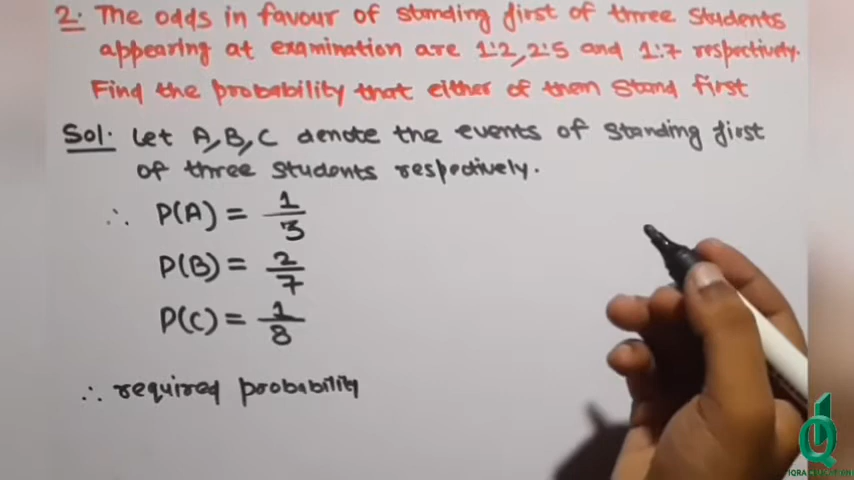 2. The odds in favour of standing first of three students
appearing at examination are 1:2, 2:5 and 1:7 respectively.
Find the probability that either of them stand first
Sol. Let A, B, C denote the events of standing first
of three students respectively.
∴ P(A) = 1/3
P(B) = 2/7
P(C) = 1/8
∴ required probability